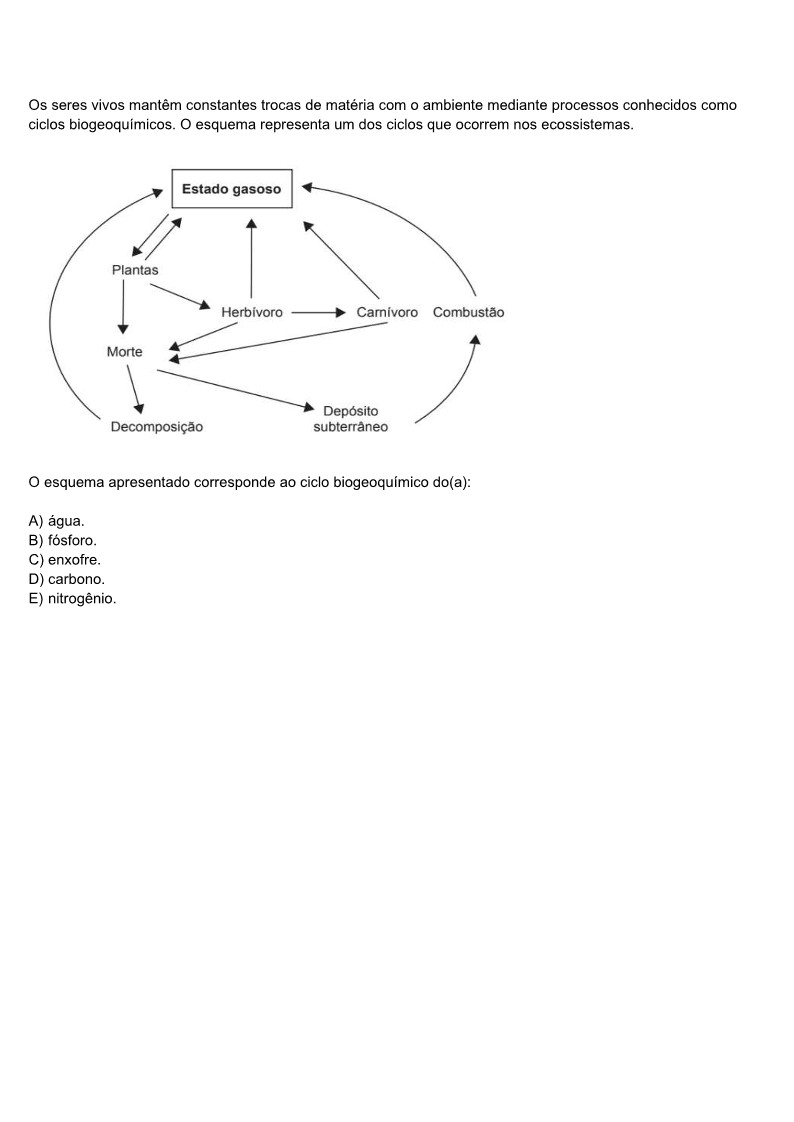 Os seres vivos mantêm constantes trocas de matéria com o ambiente mediante processos conhecidos como
ciclos biogeoquímicos. O esquema representa um dos ciclos que ocorrem nos ecossistemas.
Estado gasoso
Plantas
Herbívoro
Carnívoro
Combustão
Morte
Decomposição
Depósito
subterrâneo
O esquema apresentado corresponde ao ciclo biogeoquímico do(a):
A) água.
B) fósforo.
C) enxofre.
D) carbono.
E) nitrogênio.